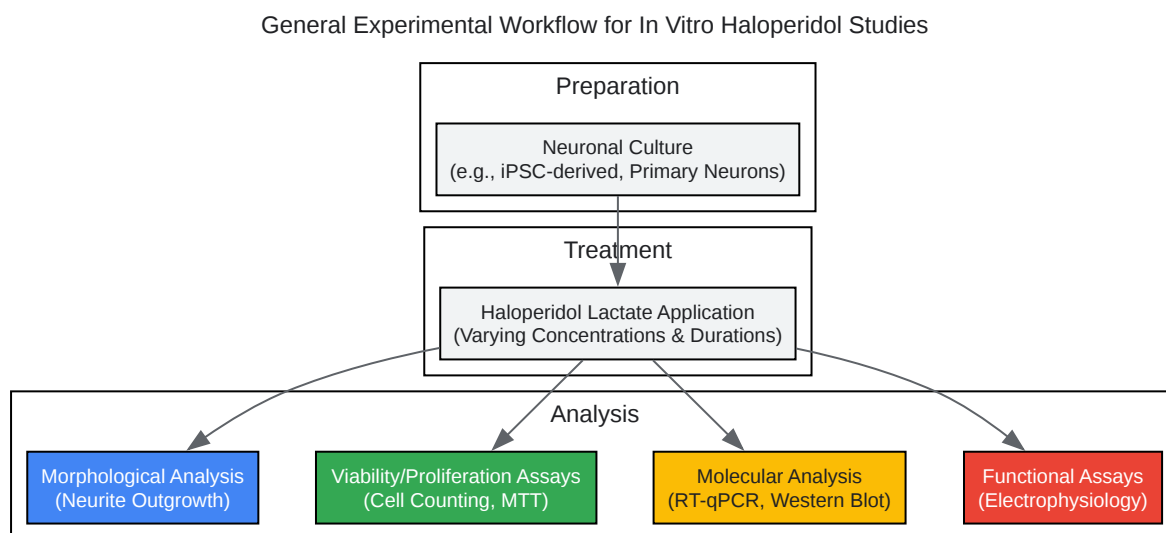 General Experimental Workflow for In Vitro Haloperidol Studies
Preparation
Neuronal Culture
(e.g., iPSC-derived, Primary Neurons)
Treatment
Haloperidol Lactate Application
(Varying Concentrations & Durations)
Analysis
Morphological Analysis
(Neurite Outgrowth)
Viability/Proliferation Assays
(Cell Counting, MTT)
Molecular Analysis
(RT-qPCR, Western Blot)
Functional Assays
(Electrophysiology)